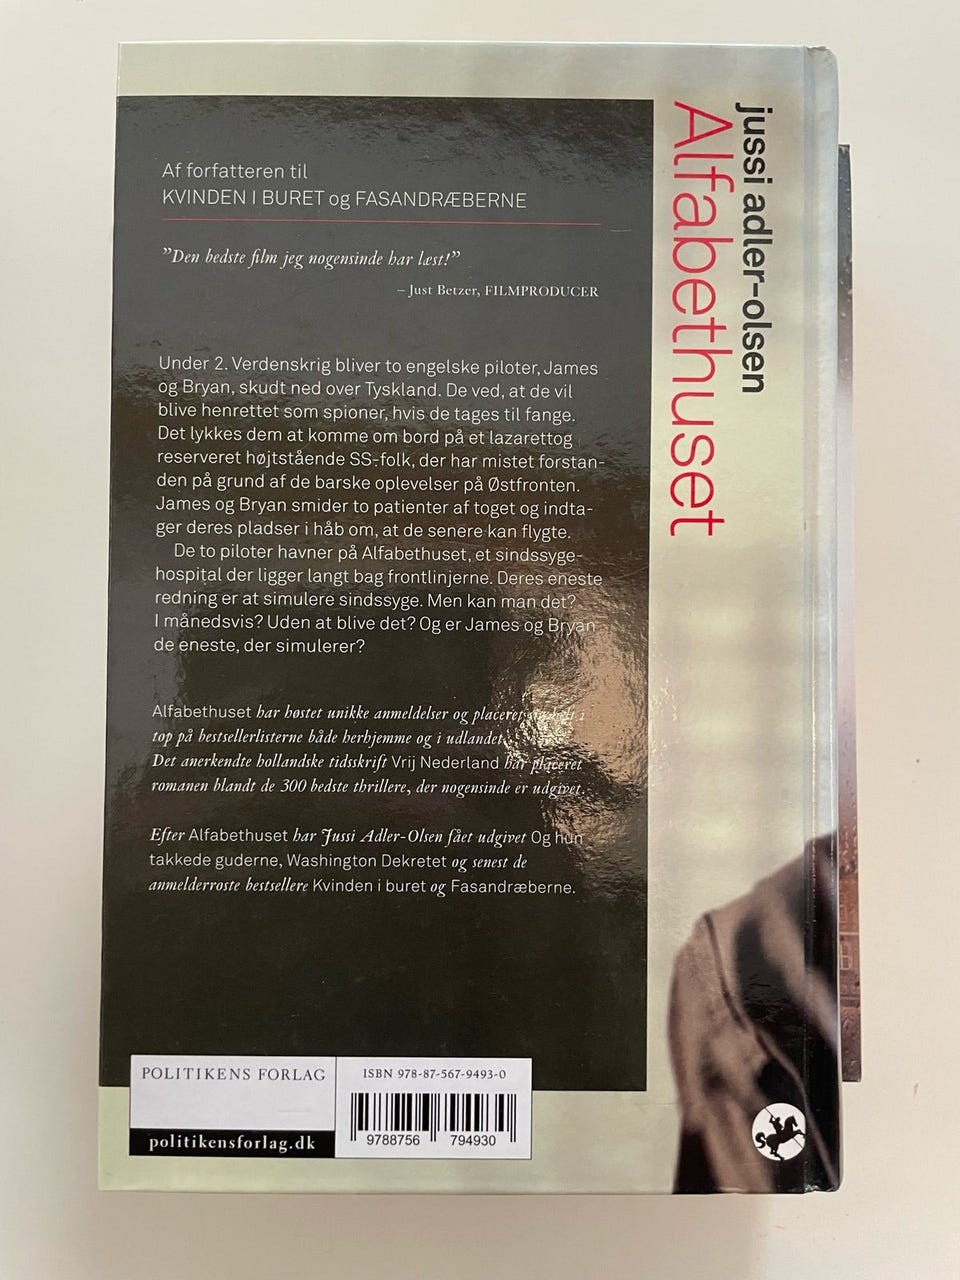 Af forfatteren til
KVINDEN I BURET og FASANDRÆBERNE
"Den bedste film jeg nogensinde har læst!"
– Just Betzer, FILMPRODUCER
Under 2. Verdenskrig bliver to engelske piloter, James
og Bryan, skudt ned over Tyskland. De ved, at de vil
blive henrettet som spioner, hvis de tages til fange.
Det lykkes dem at komme om bord på et lazarettog
reserveret højtstående SS-folk, der har mistet forstan-
den på grund af de barske oplevelser på Østfronten.
James og Bryan smider to patienter af toget og indta-
ger deres pladser i håb om, at de senere kan flygte.
De to piloter havner på Alfabethuset, et sindssyge-
hospital der ligger langt bag frontlinjerne. Deres eneste
redning er at simulere sindssyge. Men kan man det?
I månedsvis? Uden at blive det? Og er James og Bryan
de eneste, der simulerer?
Alfabethuset har høstet unikke anmeldelser og placeret i
top på bestsellerlisterne både herhjemme og i udlandet.
Det anerkendte hollandske tidsskrift Vrij Nederland har placeret
romanen blandt de 300 bedste thrillere, der nogensinde er udgivet.
Efter Alfabethuset har Jussi Adler-Olsen fået udgivet Og hun
takkede guderne, Washington Dekretet og senest de
anmelderroste bestsellere Kvinden i buret og Fasandræberne.
POLITIKENS FORLAG
politikensforlag.dk
ISBN 978-87-567-9493-0
9788756 794930
jussi adler-olsen
Alfabethuset